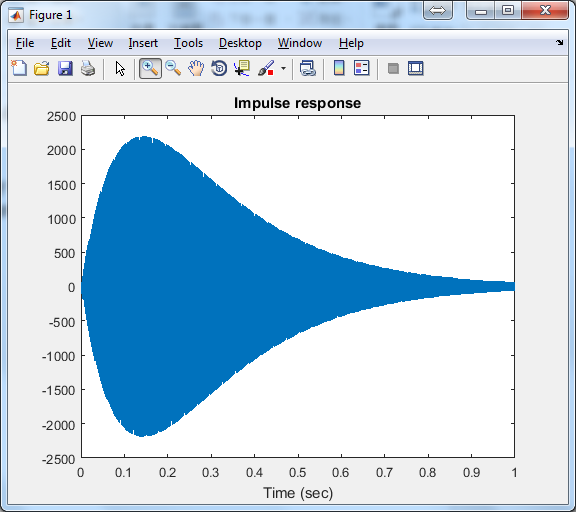 Figure 1
File Edit View Insert Tools Desktop Window Help
Impulse response
2500
2000
1500
1000
500
0
-500
-1000
-1500
-2000
-2500
0 0.1 0.2 0.3 0.4 0.5 0.6 0.7 0.8 0.9 1
Time (sec)